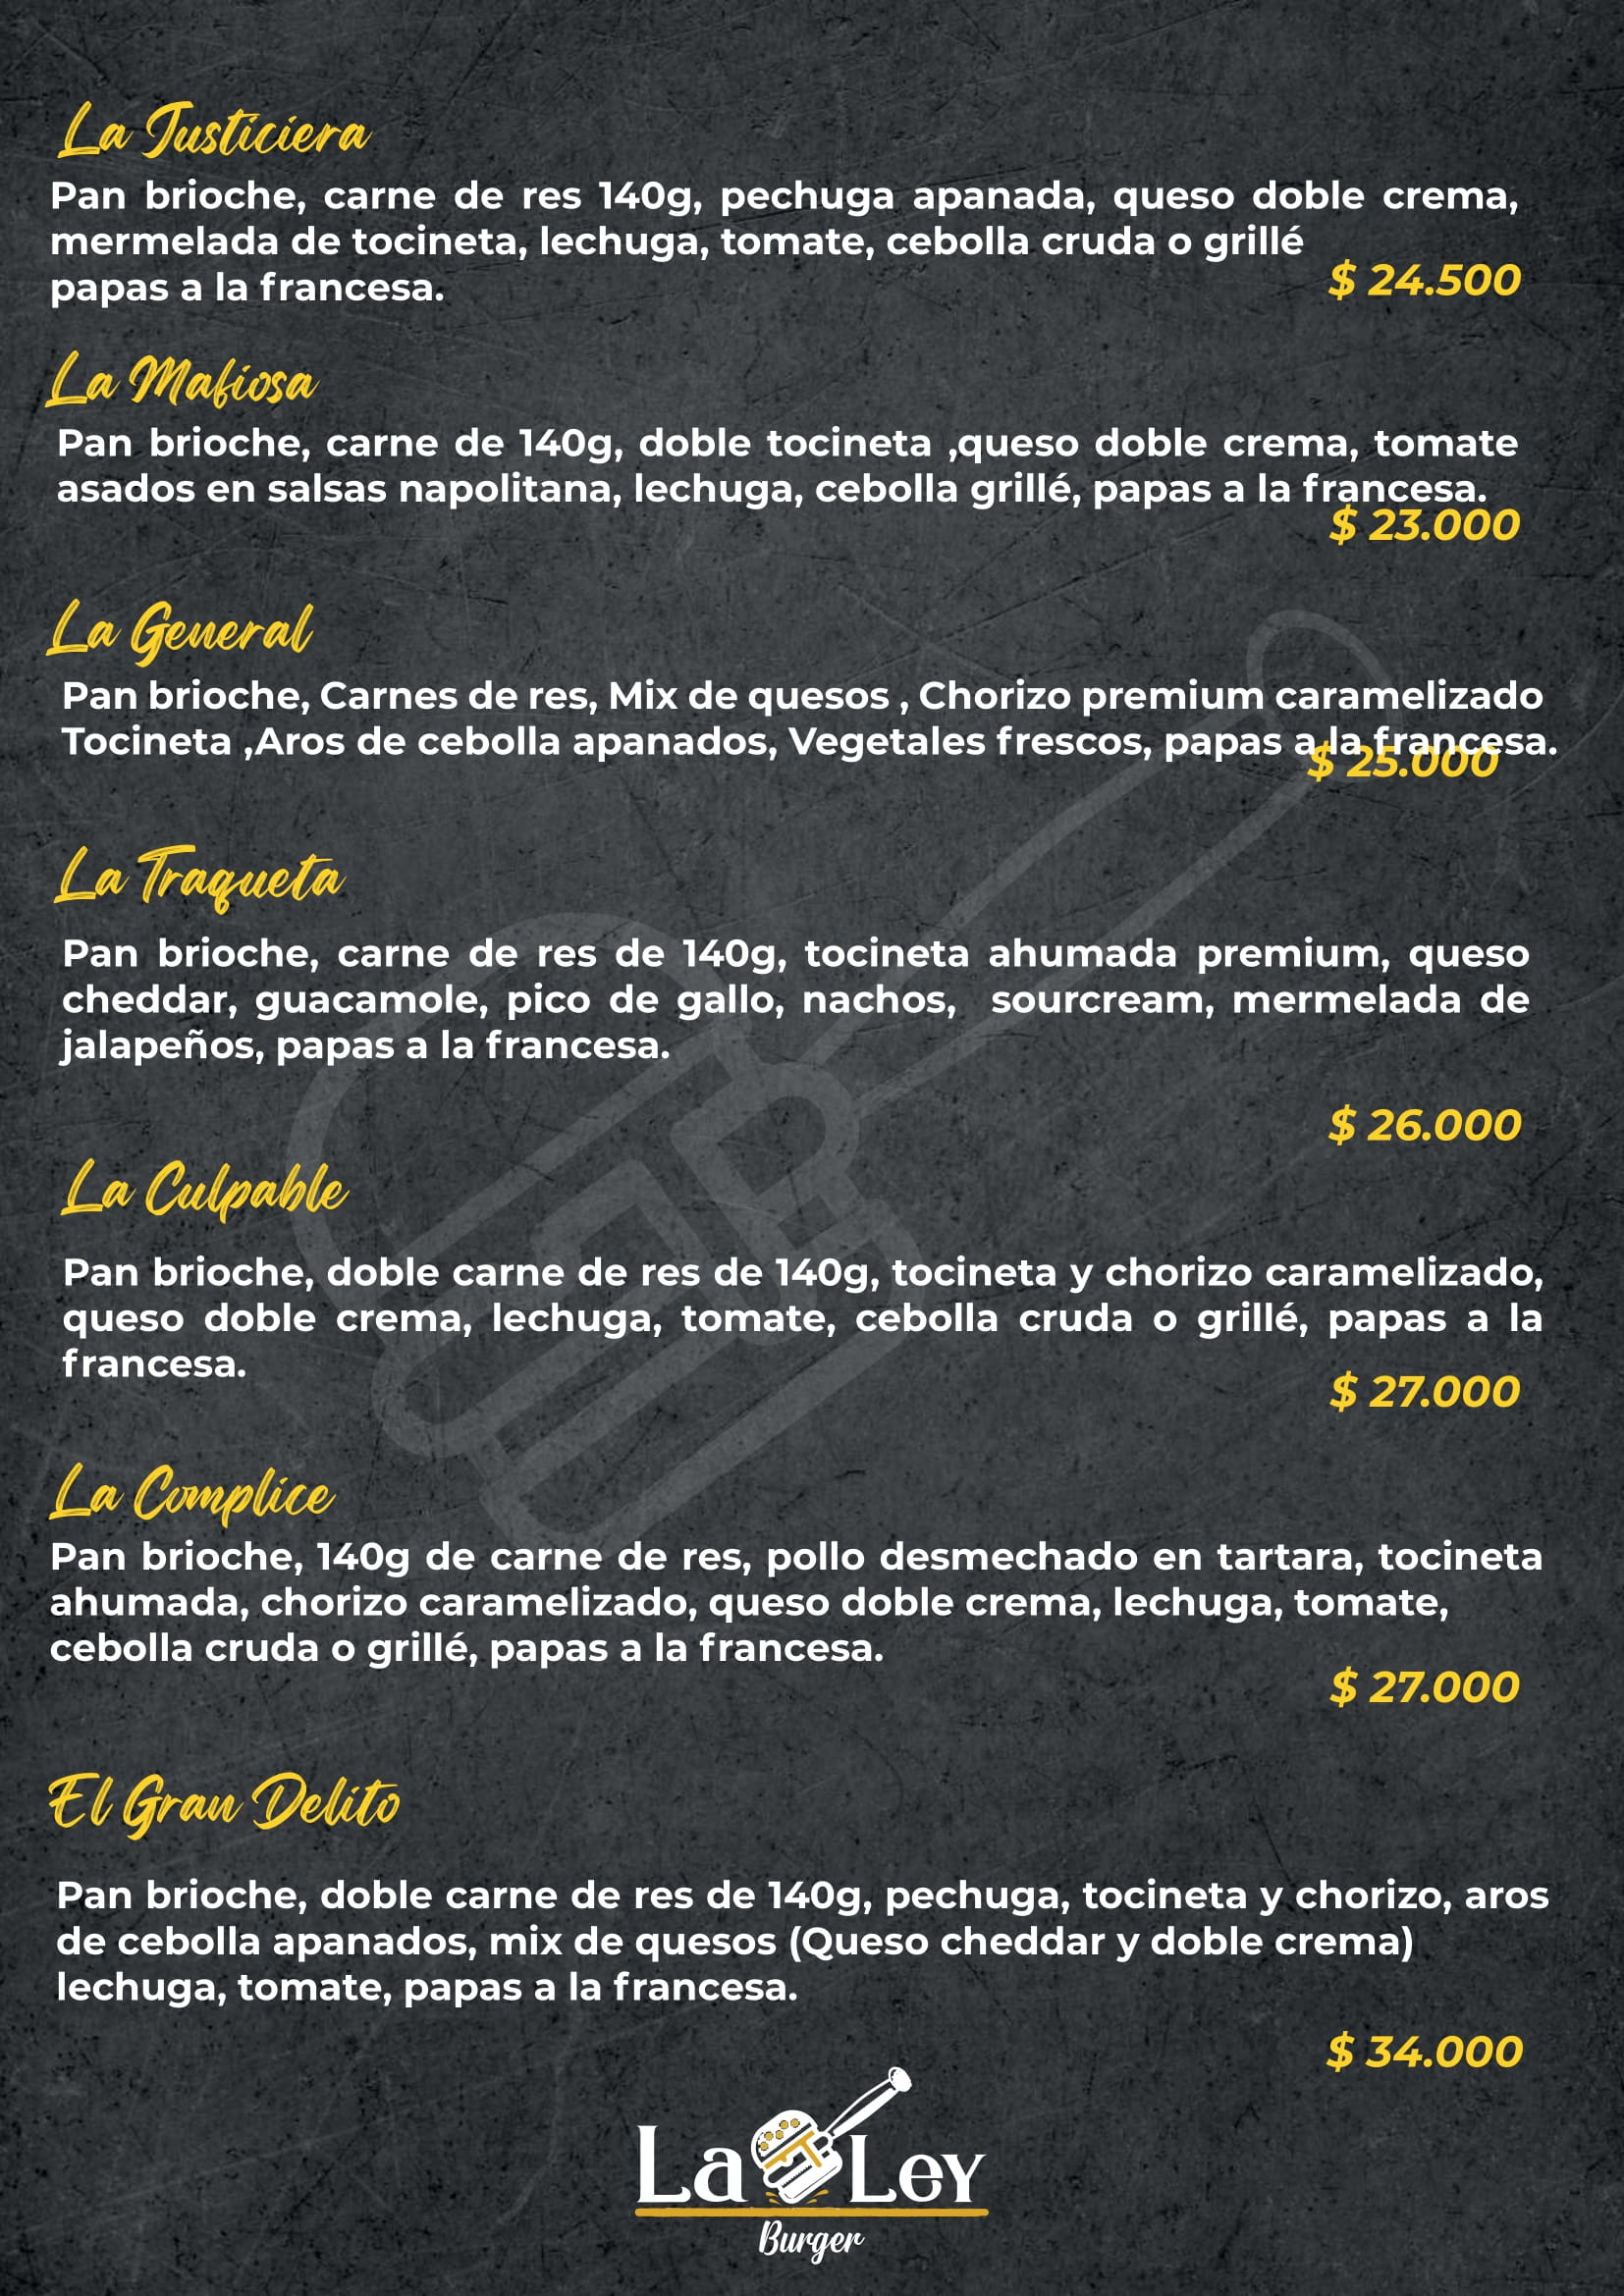 La Justiciera
Pan brioche, carne de res 140g, pechuga apanada, queso doble crema,
mermelada de tocineta, lechuga, tomate, cebolla cruda o grillé
papas a la francesa.
$ 24.500
La Mafiosa
Pan brioche, carne de 140g, doble tocineta ,queso doble crema, tomate
asados en salsas napolitana, lechuga, cebolla grillé, papas a la francesa.
$ 23.000
La General
Pan brioche, Carnes de res, Mix de quesos , Chorizo premium caramelizado
Tocineta ,Aros de cebolla apanados, Vegetales frescos, papas a la francesa.
$ 25.000
La Traqueta
Pan brioche, carne de res de 140g, tocineta ahumada premium, queso
cheddar, guacamole, pico de gallo, nachos, sourcream, mermelada de
jalapeños, papas a la francesa.
$ 26.000
La Culpable
Pan brioche, doble carne de res de 140g, tocineta y chorizo caramelizado,
queso doble crema, lechuga, tomate, cebolla cruda o grillé, papas a la
francesa.
$ 27.000
La Complice
Pan brioche, 140g de carne de res, pollo desmechado en tartara, tocineta
ahumada, chorizo caramelizado, queso doble crema, lechuga, tomate,
cebolla cruda o grillé, papas a la francesa.
$ 27.000
El Gran Delito
Pan brioche, doble carne de res de 140g, pechuga, tocineta y chorizo, aros
de cebolla apanados, mix de quesos (Queso cheddar y doble crema)
lechuga, tomate, papas a la francesa.
$ 34.000
La Ley
Burger